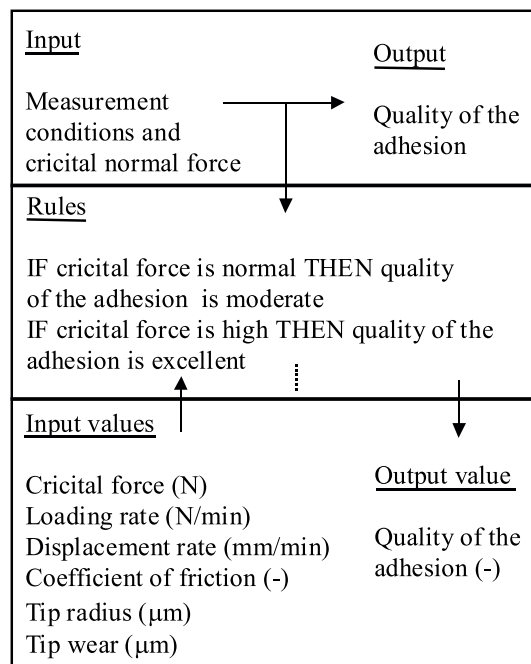 Input
Measurement
conditions and
cricital normal force
Output
Quality of the
adhesion
Rules
IF cricital force is normal THEN quality
of the adhesion is moderate
IF cricital force is high THEN quality of the
adhesion is excellent
Input values
Cricital force (N)
Loading rate (N/min)
Displacement rate (mm/min)
Coefficient of friction (-)
Tip radius (μm)
Tip wear (μm)
Output value
Quality of the
adhesion (-)